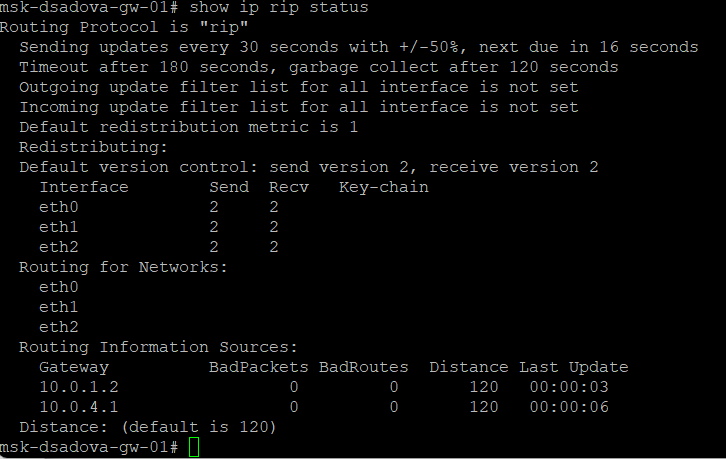 msk-dsadova-gw-01# show ip rip status
Routing Protocol is "rip"
  Sending updates every 30 seconds with +/-50%, next due in 16 seconds
  Timeout after 180 seconds, garbage collect after 120 seconds
  Outgoing update filter list for all interface is not set
  Incoming update filter list for all interface is not set
  Default redistribution metric is 1
  Redistributing:
  Default version control: send version 2, receive version 2
    Interface        Send  Recv   Key-chain
    eth0             2     2
    eth1             2     2
    eth2             2     2
  Routing for Networks:
    eth0
    eth1
    eth2
  Routing Information Sources:
    Gateway          BadPackets BadRoutes  Distance Last Update
    10.0.1.2                 0         0       120   00:00:03
    10.0.4.1                 0         0       120   00:00:06
  Distance: (default is 120)
msk-dsadova-gw-01#